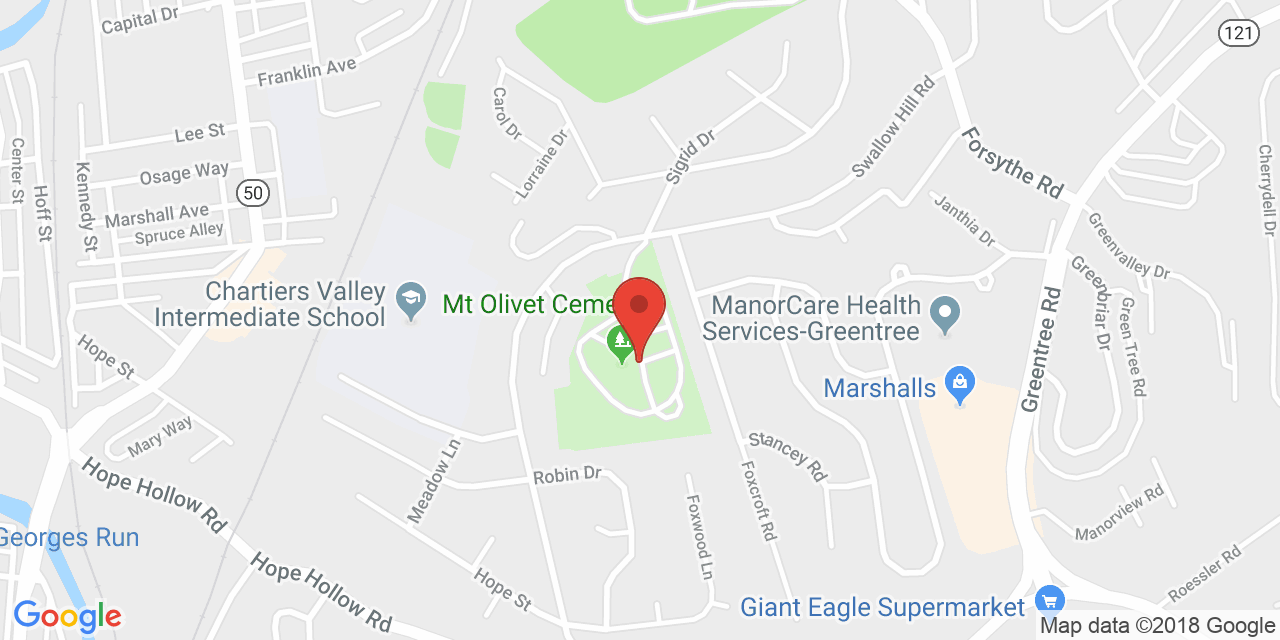 Capital Dr
121
Franklin Ave
Carol Dr
Lorraine Dr
Sigrid Dr
Swallow Hill Rd
Forsythe Rd
Cherrydell Dr
Center St
Hoff St
Kennedy St
Lee St
Osage Way
50
Marshall Ave
Spruce Alley
Janthia Dr
Greenvalley Dr
Greenbriar Dr
Green Tree Rd
Greentree Rd
Chartiers Valley
Intermediate School
Mt Olivet Ceme
ManorCare Health
Services-Greentree
Marshalls
Hope St
Mary Way
Meadow Ln
Robin Dr
Stancey Rd
Foxcroft Rd
Foxwood Ln
Manorview Rd
Roessler Rd
Hope Hollow Rd
Georges Run
Hope Hollow Rd
Hope St
Giant Eagle Supermarket
Google
Map data ©2018 Google